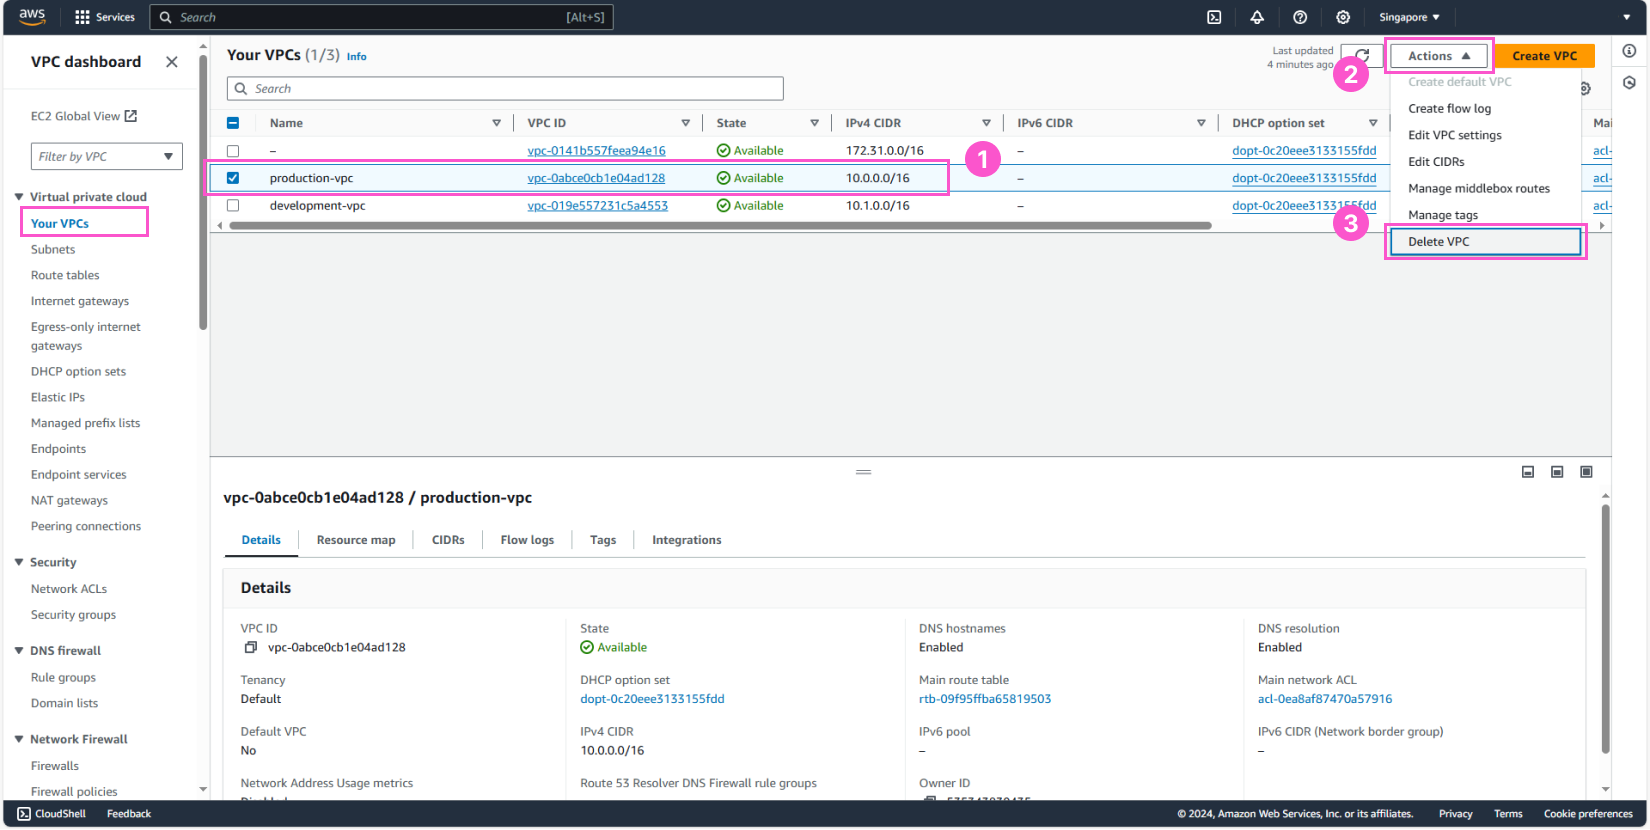 aws
Services
Search
[Alt+S]
Singapore
VPC dashboard
EC2 Global View
Filter by VPC
Virtual private cloud
Your VPCs
Subnets
Route tables
Internet gateways
Egress-only internet
gateways
DHCP option sets
Elastic IPs
Managed prefix lists
Endpoints
Endpoint services
NAT gateways
Peering connections
Security
Network ACLs
Security groups
DNS firewall
Rule groups
Domain lists
Network Firewall
Firewalls
Firewall policies
Your VPCs (1/3) Info
Last updated
4 minutes ago
2
Actions
Create VPC
Search
Create default VPC
Create flow log
Edit VPC settings
Edit CIDRs
Manage middlebox routes
Manage tags
3
Delete VPC
Name VPC ID State IPv4 CIDR IPv6 CIDR DHCP option set Mai
– vpc-0141b557feea94e16 Available 172.31.0.0/16 – dopt-0c20eee3133155fdd acl-
1
production-vpc vpc-0abce0cb1e04ad128 Available 10.0.0.0/16 – dopt-0c20eee3133155fdd acl-
development-vpc vpc-019e557231c5a4553 Available 10.1.0.0/16 – dopt-0c20eee3133155fdd acl-
vpc-0abce0cb1e04ad128 / production-vpc
Details Resource map CIDRs Flow logs Tags Integrations
Details
VPC ID
vpc-0abce0cb1e04ad128
State
Available
DNS hostnames
Enabled
DNS resolution
Enabled
Tenancy
Default
DHCP option set
dopt-0c20eee3133155fdd
Main route table
rtb-09f95ffba65819503
Main network ACL
acl-0ea8af87470a57916
Default VPC
No
IPv4 CIDR
10.0.0.0/16
IPv6 pool
–
IPv6 CIDR (Network border group)
–
Network Address Usage metrics
Route 53 Resolver DNS Firewall rule groups
Owner ID
CloudShell
Feedback
© 2024, Amazon Web Services, Inc. or its affiliates.
Privacy
Terms
Cookie preferences